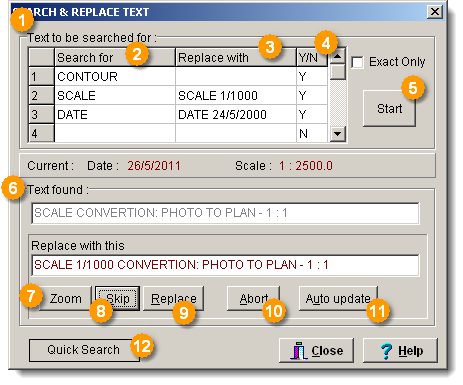 SEARCH & REPLACE TEXT
1
Text to be searched for :
Search for 2 Replace with 3 Y/N 4
1 CONTOUR Y
2 SCALE SCALE 1/1000 Y
3 DATE DATE 24/5/2000 Y
4 N
Exact Only
5
Start
Current : Date : 26/5/2011 Scale : 1 : 2500.0
6 Text found :
SCALE CONVERTION: PHOTO TO PLAN - 1 : 1
Replace with this
SCALE 1/1000 CONVERTION: PHOTO TO PLAN - 1 : 1
7 Zoom Skip Replace Abort Auto update
8 9 10 11
Quick Search 12 Close ? Help